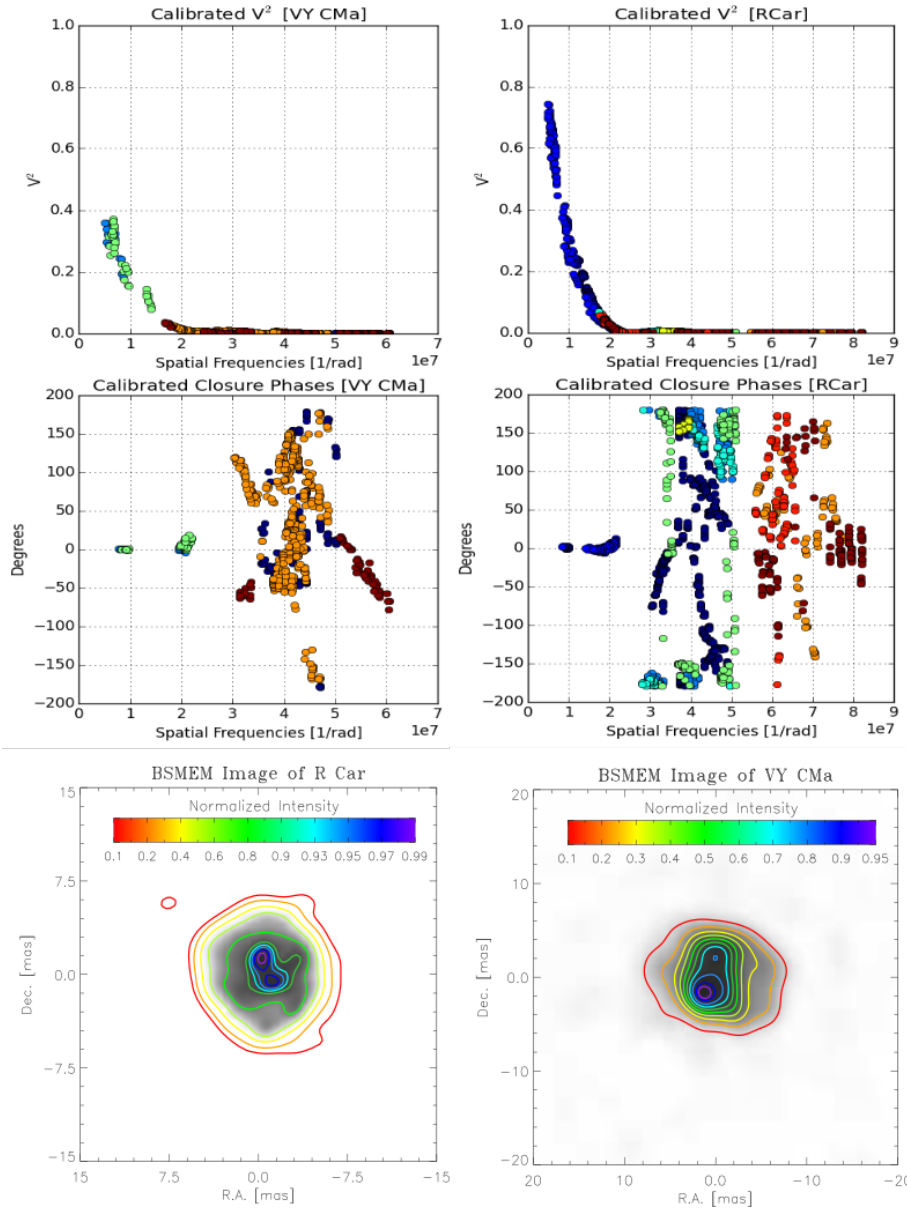 Calibrated V² [VY CMa]
1.0
0.8
0.6
0.4
0.2
0.0
V²
0 1 2 3 4 5 6 7
1e7
Spatial Frequencies [1/rad]
Calibrated V² [RCar]
1.0
0.8
0.6
0.4
0.2
0.0
V²
0 1 2 3 4 5 6 7 8 9
1e7
Spatial Frequencies [1/rad]
Calibrated Closure Phases [VY CMa]
200
150
100
50
0
−50
−100
−150
−200
Degrees
0 1 2 3 4 5 6 7
1e7
Spatial Frequencies [1/rad]
Calibrated Closure Phases [RCar]
200
150
100
50
0
−50
−100
−150
−200
Degrees
0 1 2 3 4 5 6 7 8 9
1e7
Spatial Frequencies [1/rad]
BSMEM Image of R Car
Normalized Intensity
0.1 0.2 0.4 0.6 0.8 0.9 0.93 0.95 0.97 0.99
15
7.5
0.0
−7.5
−15
Dec. [mas]
15 7.5 0.0 −7.5 −15
R.A. [mas]
BSMEM Image of VY CMa
Normalized Intensity
0.1 0.2 0.3 0.4 0.5 0.6 0.7 0.8 0.9 0.95
20
10
0.0
−10
−20
Dec. [mas]
20 10 0.0 −10 −20
R.A. [mas]